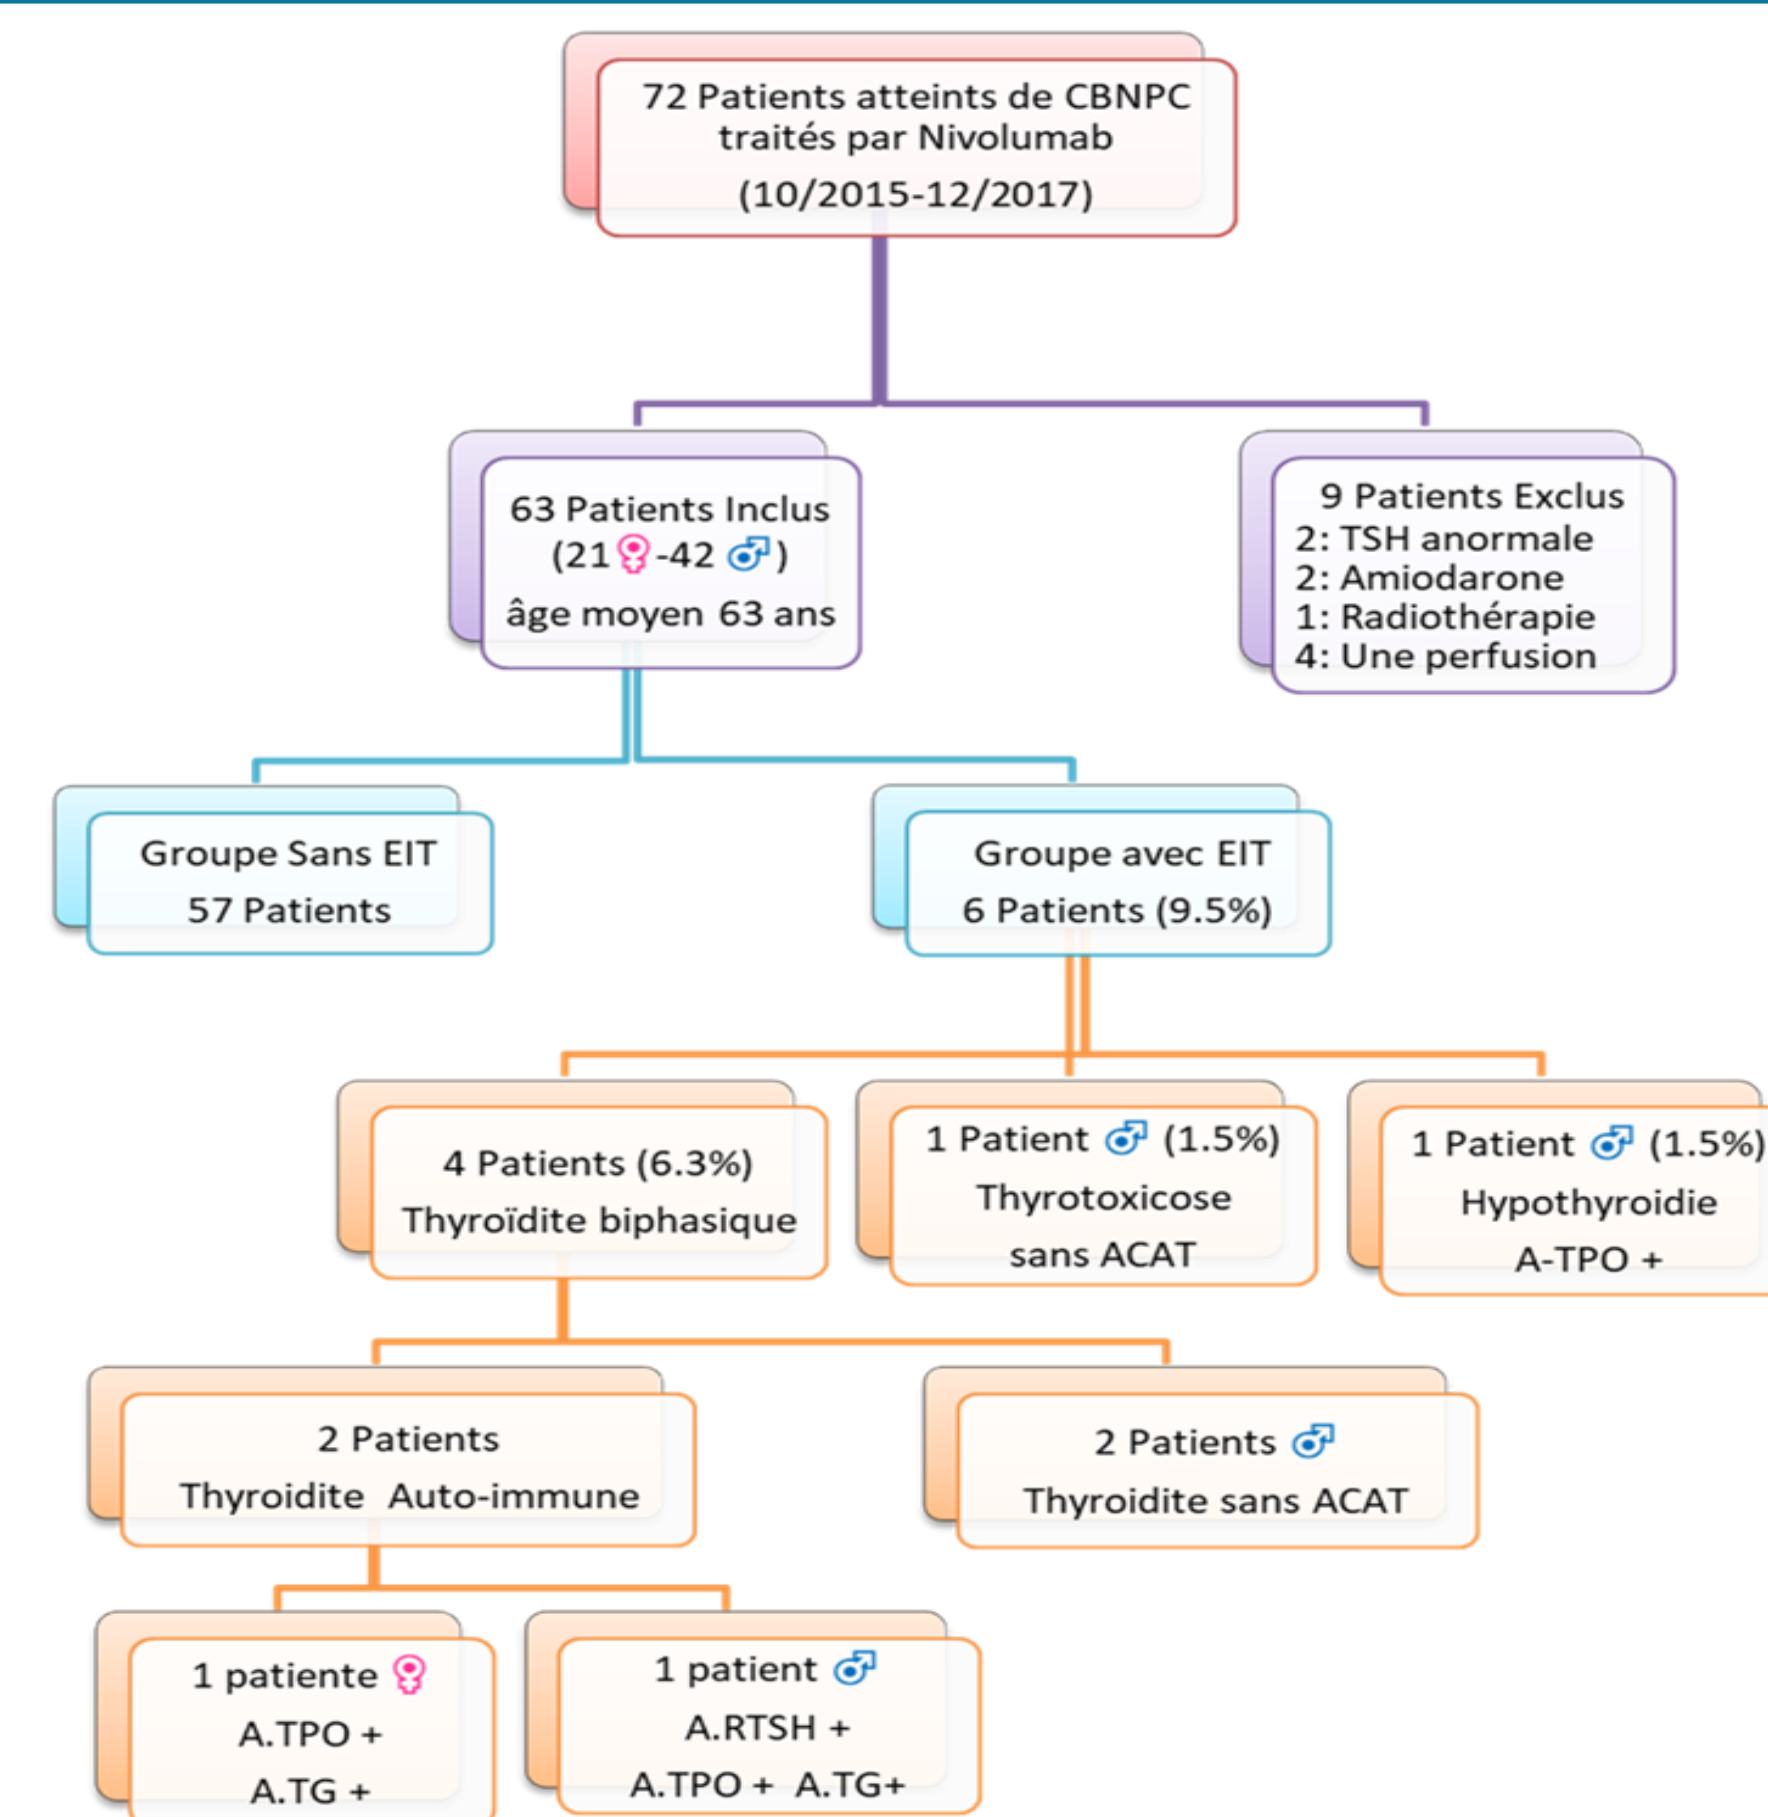 72 Patients atteints de CBNPC
traités par Nivolumab
(10/2015-12/2017)
63 Patients Inclus
(21 ♀-42 ♂)
âge moyen 63 ans
9 Patients Exclus
2: TSH anormale
2: Amiodarone
1: Radiothérapie
4: Une perfusion
Groupe Sans EIT
57 Patients
Groupe avec EIT
6 Patients (9.5%)
4 Patients (6.3%)
Thyroïdite biphasique
1 Patient ♂ (1.5%)
Thyrotoxicose
sans ACAT
1 Patient ♂ (1.5%)
Hypothyroidie
A-TPO +
2 Patients
Thyroidite Auto-immune
2 Patients ♂
Thyroidite sans ACAT
1 patiente ♀
A.TPO +
A.TG +
1 patient ♂
A.RTSH +
A.TPO + A.TG+